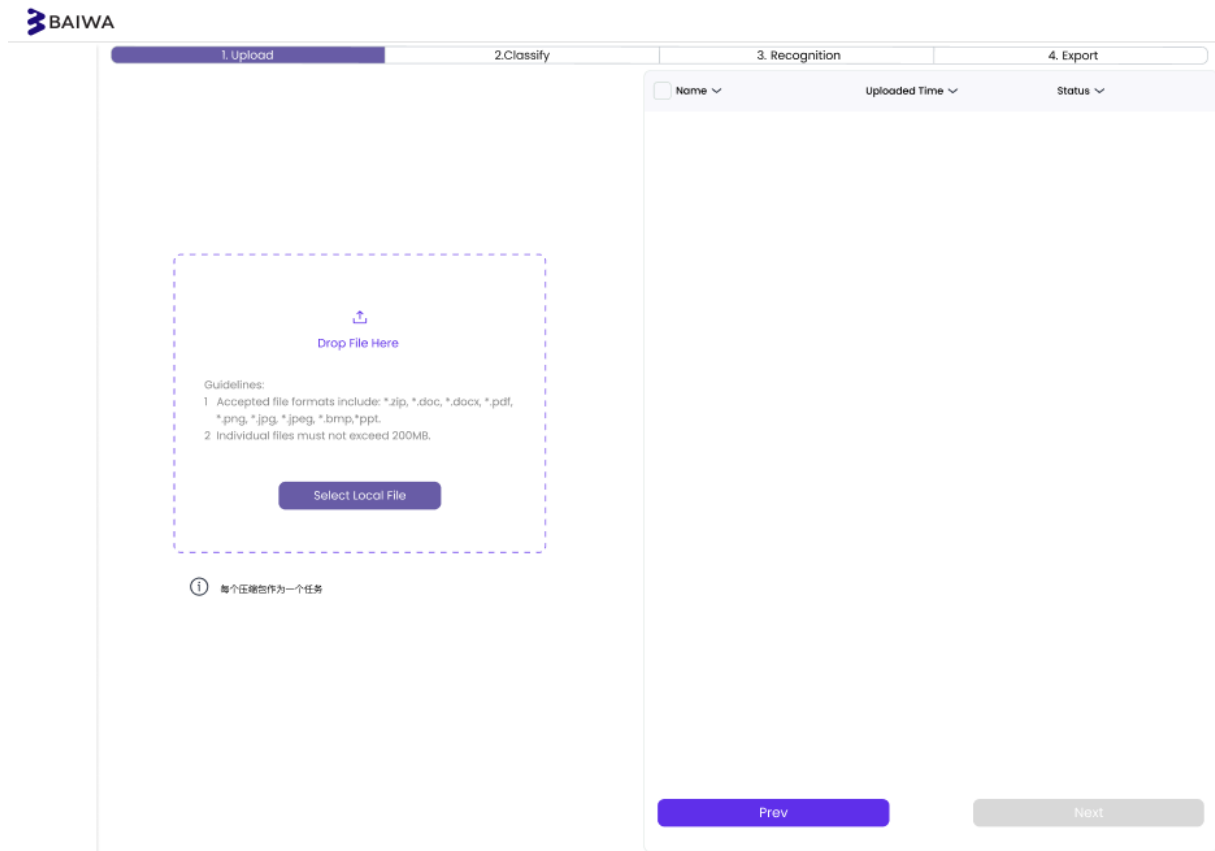 BAIWA
1. Upload
2.Classify
3. Recognition
4. Export
Name
Uploaded Time
Status
Drop File Here
Guidelines:
1 Accepted file formats include: *.zip, *.doc, *.docx, *.pdf,
*.png, *.jpg, *.jpeg, *.bmp,*ppt.
2 Individual files must not exceed 200MB.
Select Local File
每个压缩包作为一个任务
Prev
Next